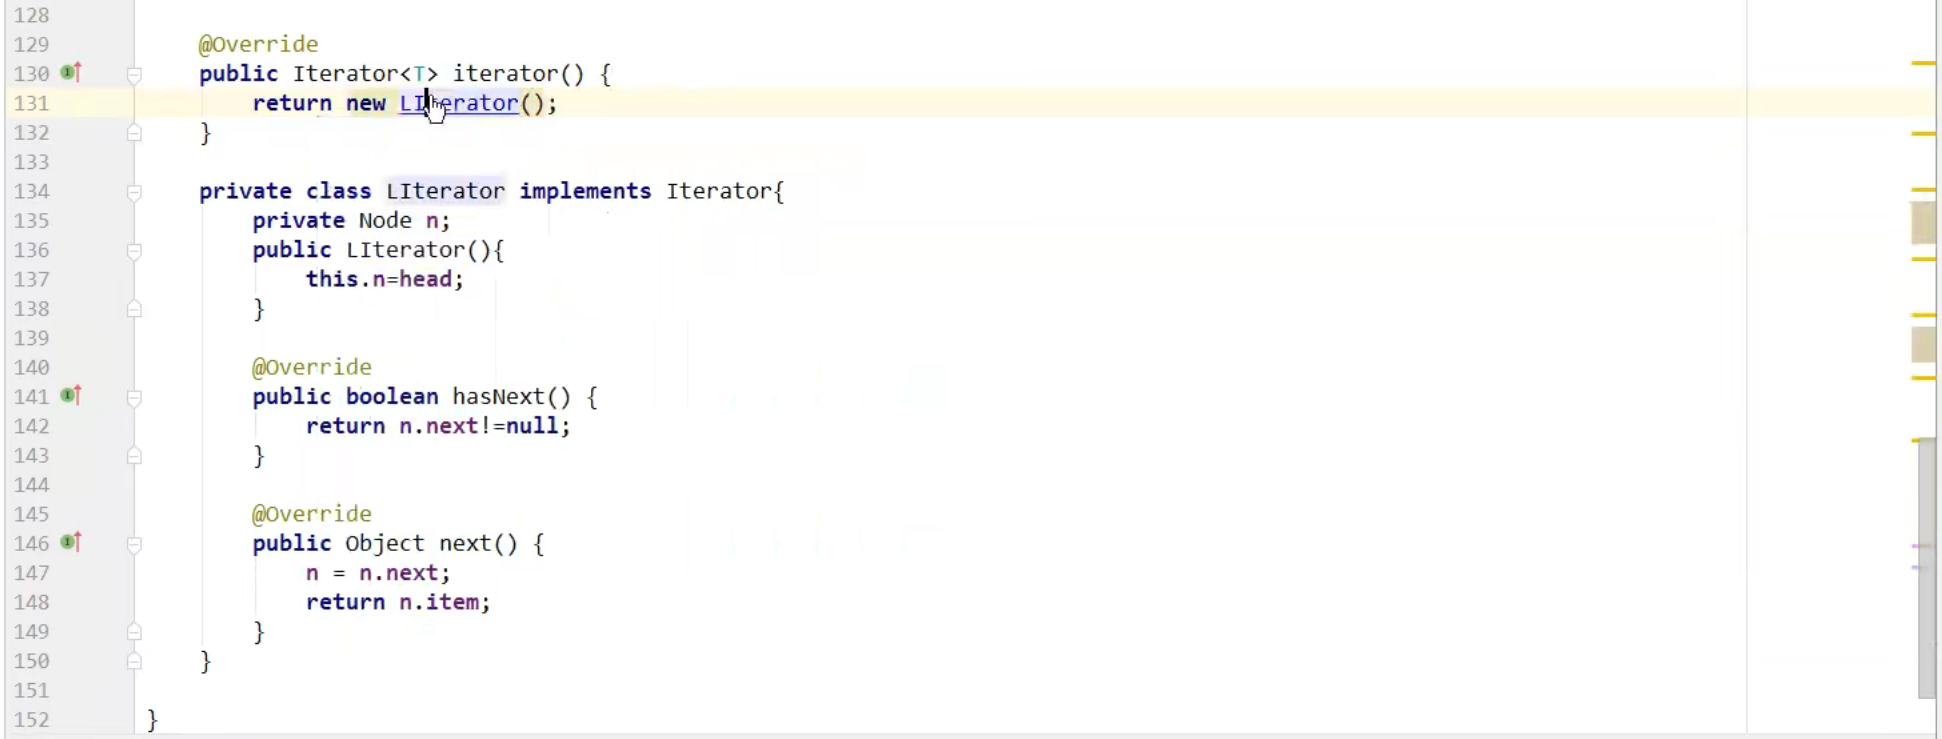 128
129 @Override
130 public Iterator<T> iterator() {
131 return new LIterator();
132 }
133
134 private class LIterator implements Iterator{
135 private Node n;
136 public LIterator(){
137 this.n=head;
138 }
139
140 @Override
141 public boolean hasNext() {
142 return n.next!=null;
143 }
144
145 @Override
146 public Object next() {
147 n = n.next;
148 return n.item;
149 }
150 }
151
152 }